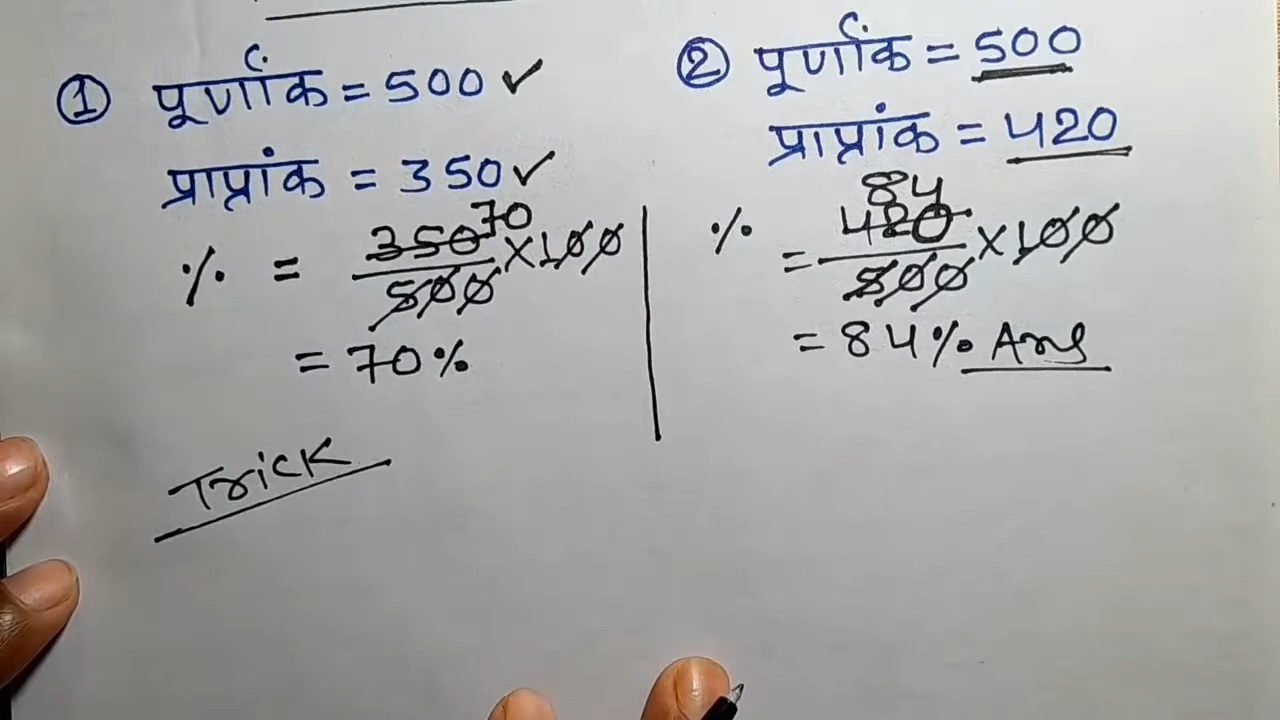 ① पूर्णांक = 500 ✓
प्राप्तांक = 350 ✓
70
% = 350/500 × 100
= 70%
② पूर्णांक = 500
प्राप्तांक = 420
84
% = 420/500 × 100
= 84% Ans
Trick